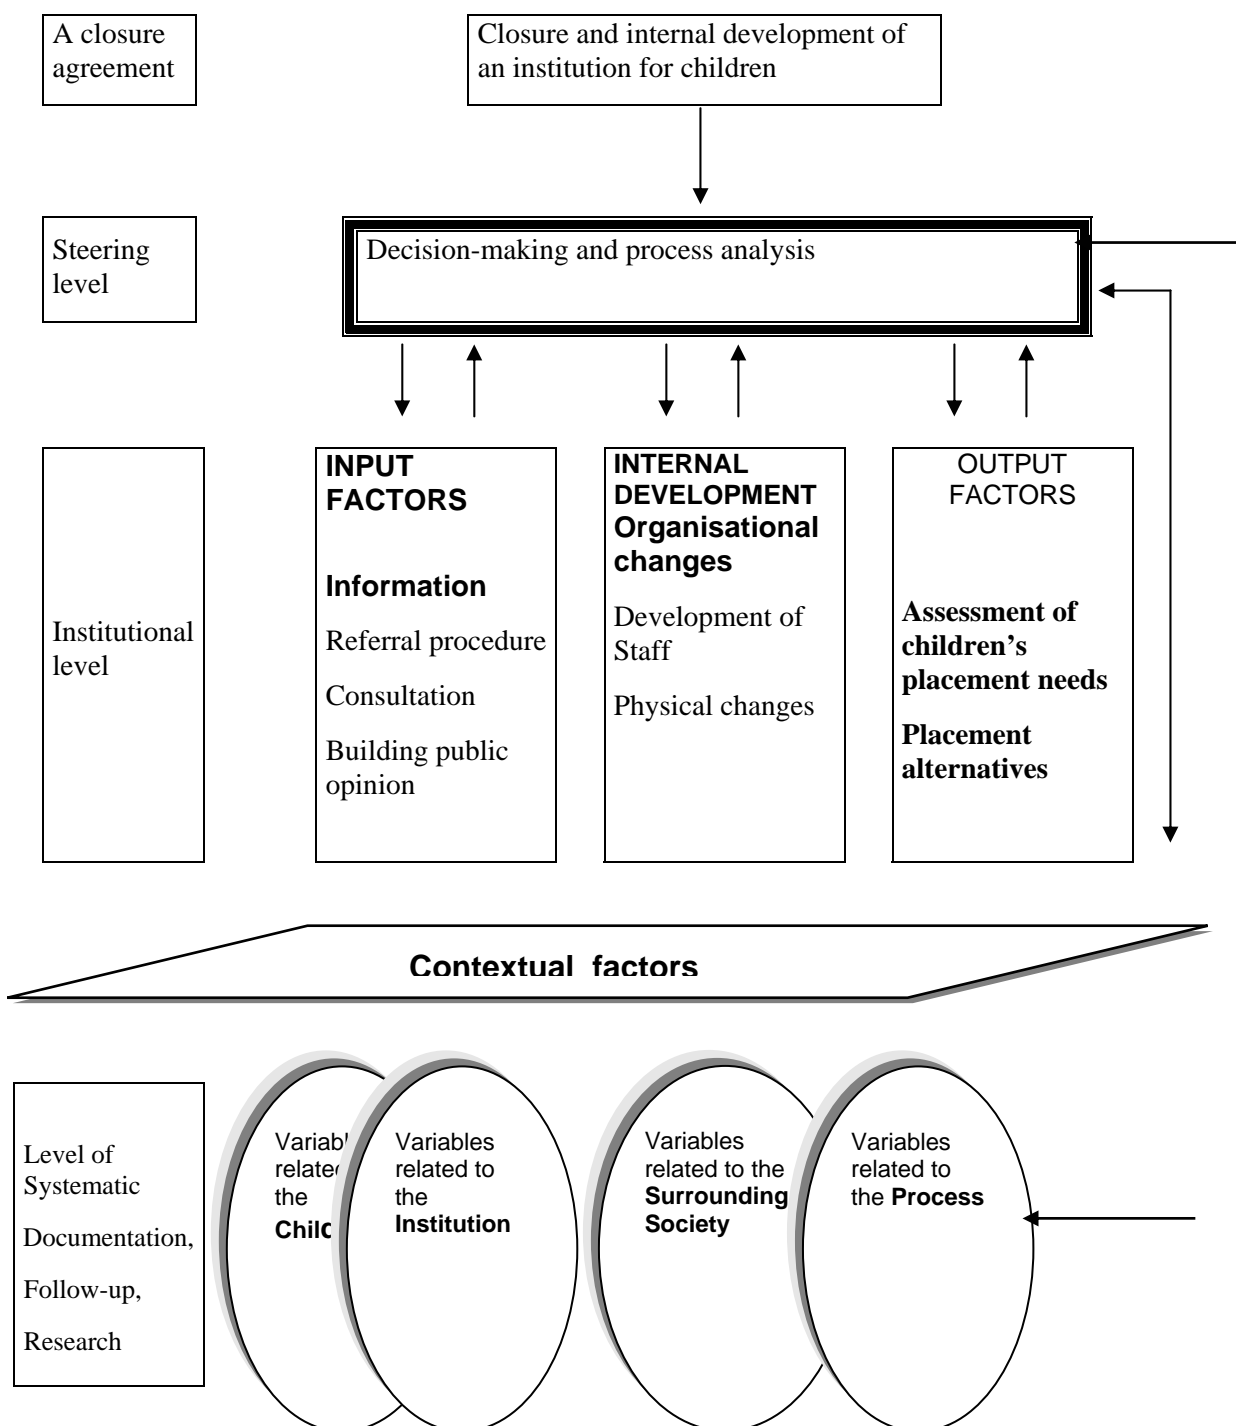 A closure
agreement
Closure and internal development of
an institution for children
Steering
level
Decision-making and process analysis
Institutional
level
INPUT
FACTORS
Information
Referral procedure
Consultation
Building public
opinion
INTERNAL
DEVELOPMENT
Organisational
changes
Development of
Staff
Physical changes
OUTPUT
FACTORS
Assessment of
children’s
placement needs
Placement
alternatives
Contextual factors
Level of
Systematic
Documentation,
Follow-up,
Research
related
the
Variables
related to
the
Institution
Variables
related to the
Surrounding
Society
Variables
related to
the Process